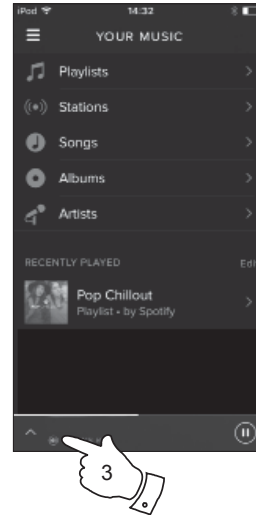 iPod 14:32
YOUR MUSIC
Playlists
Stations
Songs
Albums
Artists
RECENTLY PLAYED Edit
Pop Chillout
Playlist • by Spotify
3